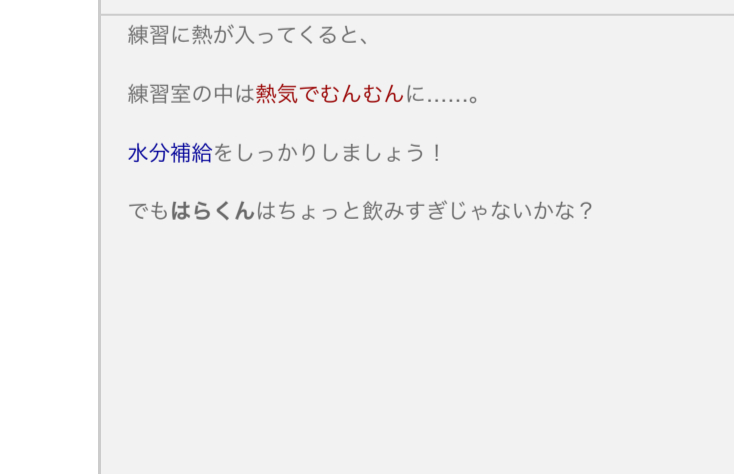 練習に熱が入ってくると、
練習室の中は熱気でむんむんに……。
水分補給をしっかりしましょう！
でもはらくんはちょっと飲みすぎじゃないかな？